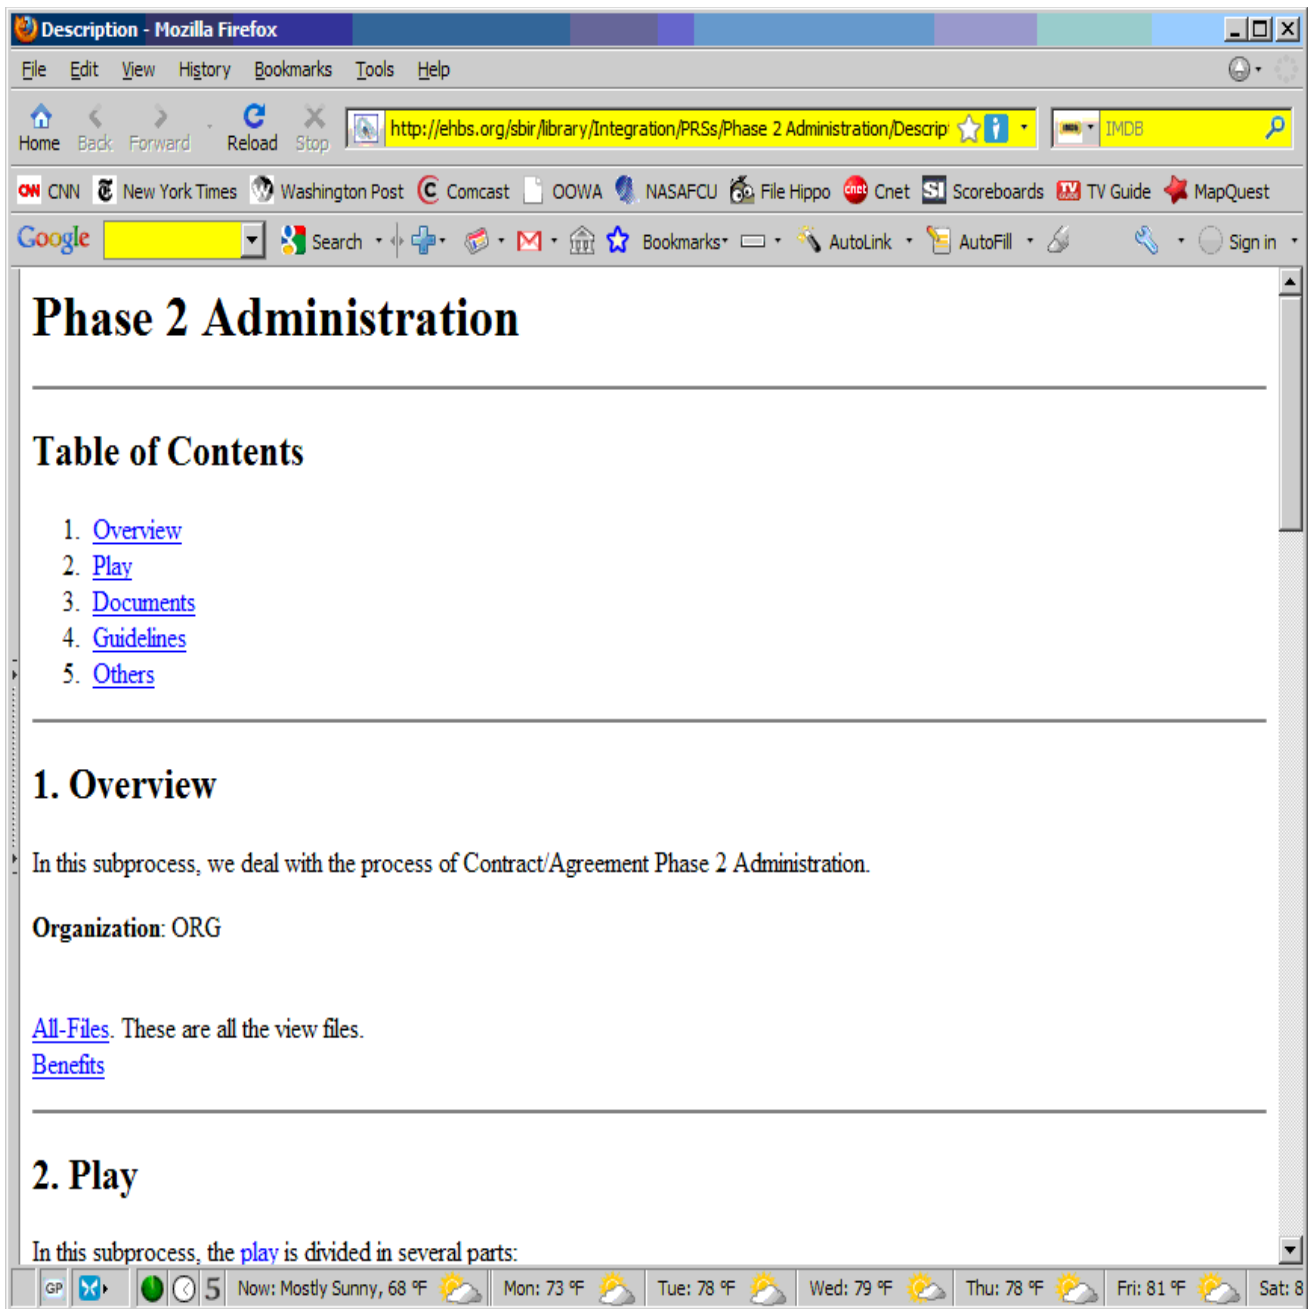 Description - Mozilla Firefox
File Edit View History Bookmarks Tools Help
Home Back Forward Reload Stop http://ehbs.org/sbir/library/Integration/PRSs/Phase 2 Administration/Descrip IMDB
CNN New York Times Washington Post Comcast OOWA NASAFCU File Hippo cnet Cnet SI Scoreboards TV Guide MapQuest
Google Search Bookmarks AutoLink AutoFill Sign in
Phase 2 Administration
Table of Contents
1. Overview
2. Play
3. Documents
4. Guidelines
5. Others
1. Overview
In this subprocess, we deal with the process of Contract/Agreement Phase 2 Administration.
Organization: ORG
All-Files. These are all the view files.
Benefits
2. Play
In this subprocess, the play is divided in several parts:
GP 5 Now: Mostly Sunny, 68 °F Mon: 73 °F Tue: 78 °F Wed: 79 °F Thu: 78 °F Fri: 81 °F Sat: 8